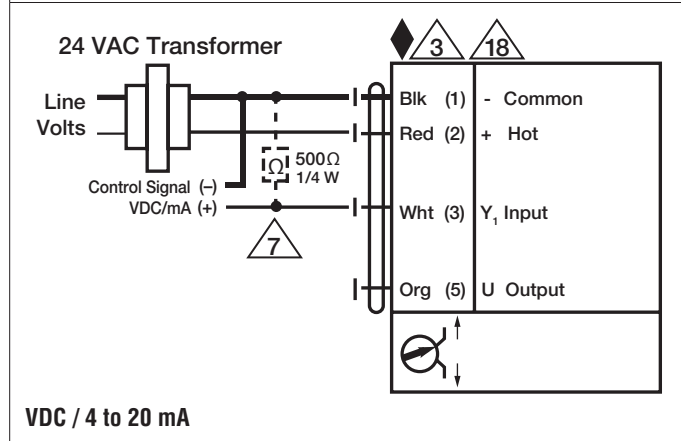 24 VAC Transformer
3
18
Line
Volts
Blk (1) - Common
Red (2) + Hot
Ω
500Ω
1/4 W
Control Signal (–)
VDC/mA (+)
Wht (3) Y₁ Input
7
Org (5) U Output
VDC / 4 to 20 mA